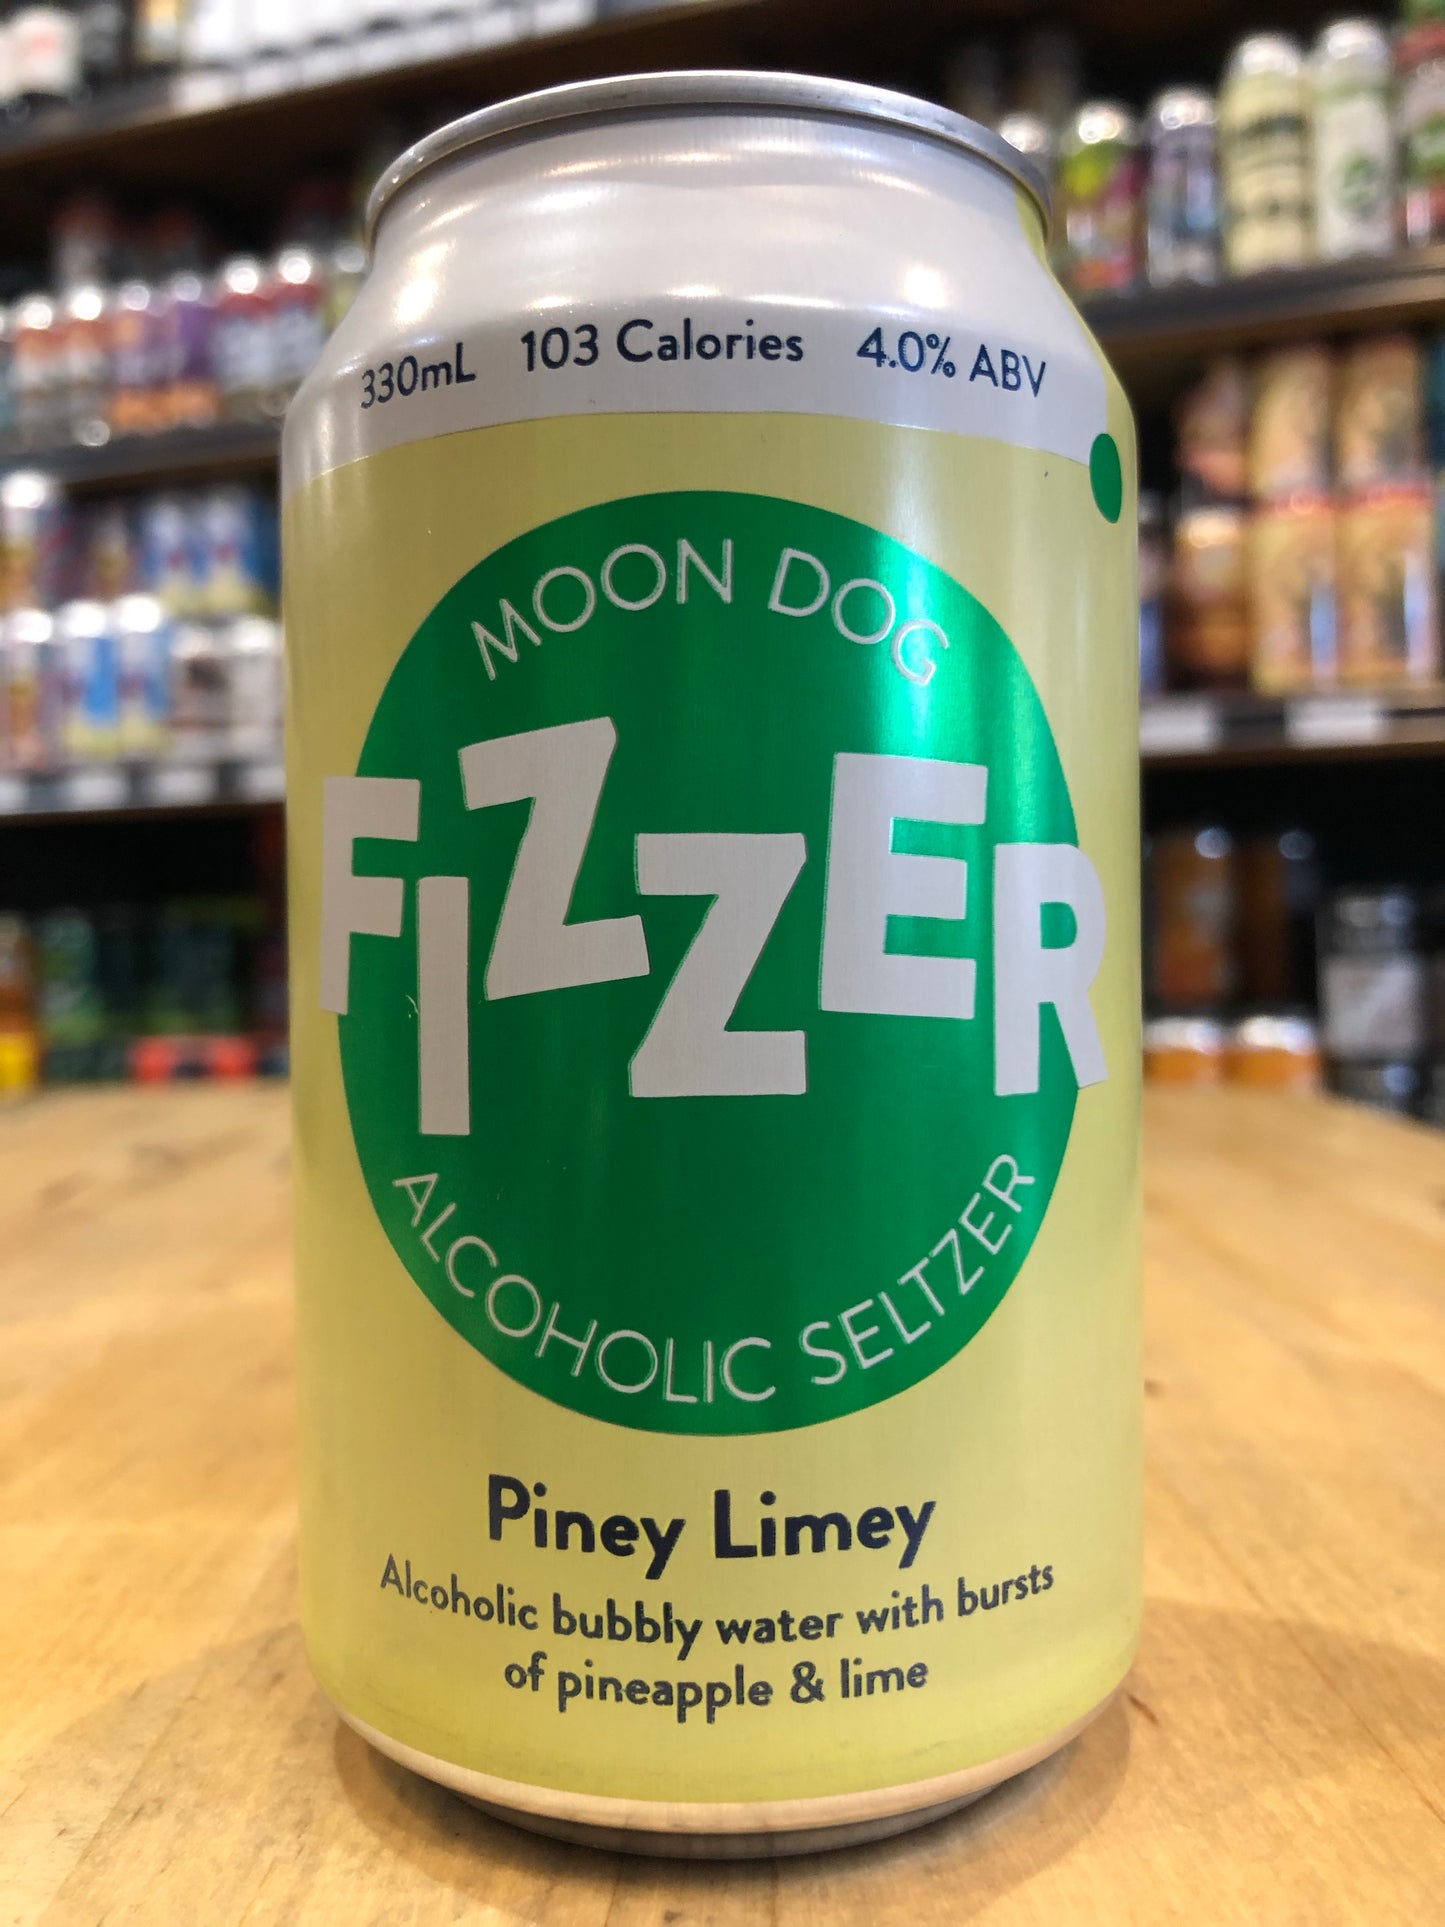 330mL 103 Calories 4.0% ABV
MOON DOG
FIZZER
ALCOHOLIC SELTZER
Piney Limey
Alcoholic bubbly water with bursts
of pineapple & lime